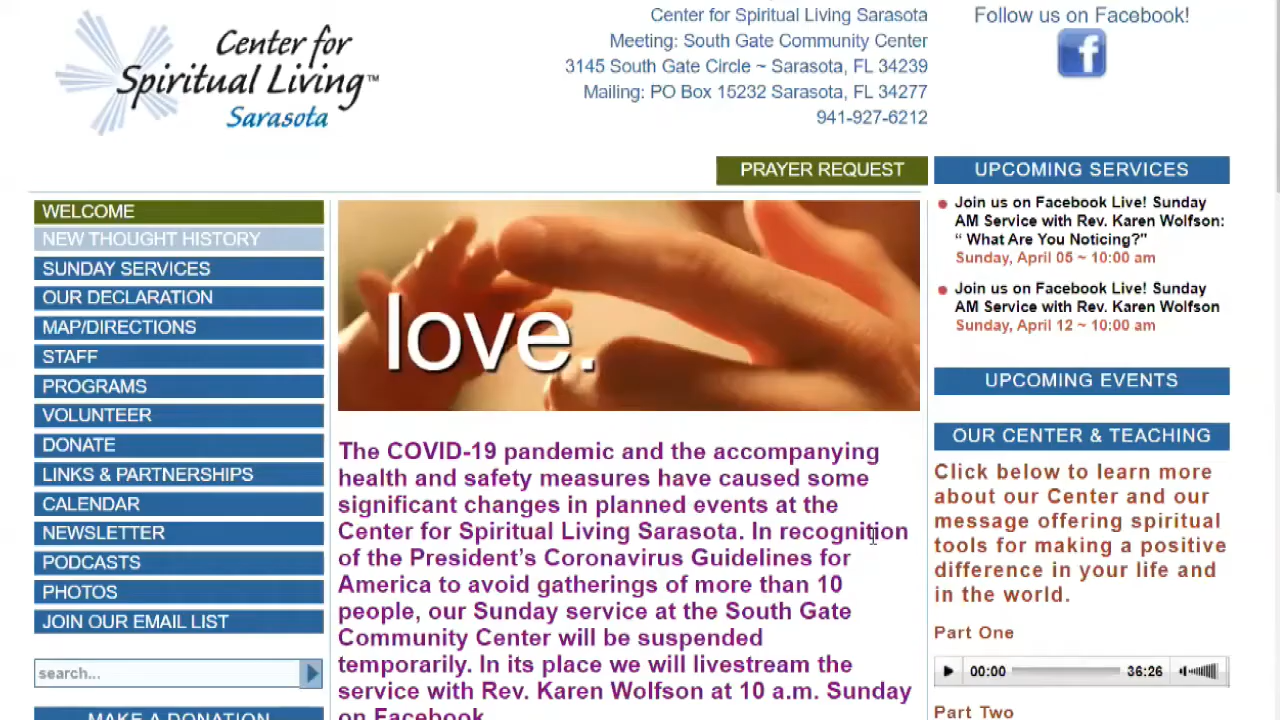 Center for
Spiritual Living™
Sarasota
Center for Spiritual Living Sarasota
Meeting: South Gate Community Center
3145 South Gate Circle ~ Sarasota, FL 34239
Mailing: PO Box 15232 Sarasota, FL 34277
941-927-6212
Follow us on Facebook!
f
PRAYER REQUEST
WELCOME
NEW THOUGHT HISTORY
SUNDAY SERVICES
OUR DECLARATION
MAP/DIRECTIONS
STAFF
PROGRAMS
VOLUNTEER
DONATE
LINKS & PARTNERSHIPS
CALENDAR
NEWSLETTER
PODCASTS
PHOTOS
JOIN OUR EMAIL LIST
search...
MAKE A DONATION
love.
The COVID-19 pandemic and the accompanying
health and safety measures have caused some
significant changes in planned events at the
Center for Spiritual Living Sarasota. In recognition
of the President's Coronavirus Guidelines for
America to avoid gatherings of more than 10
people, our Sunday service at the South Gate
Community Center will be suspended
temporarily. In its place we will livestream the
service with Rev. Karen Wolfson at 10 a.m. Sunday
on Facebook.
UPCOMING SERVICES
Join us on Facebook Live! Sunday
AM Service with Rev. Karen Wolfson:
“ What Are You Noticing?"
Sunday, April 05 ~ 10:00 am
Join us on Facebook Live! Sunday
AM Service with Rev. Karen Wolfson
Sunday, April 12 ~ 10:00 am
UPCOMING EVENTS
OUR CENTER & TEACHING
Click below to learn more
about our Center and our
message offering spiritual
tools for making a positive
difference in your life and
in the world.
Part One
00:00 36:26
Part Two